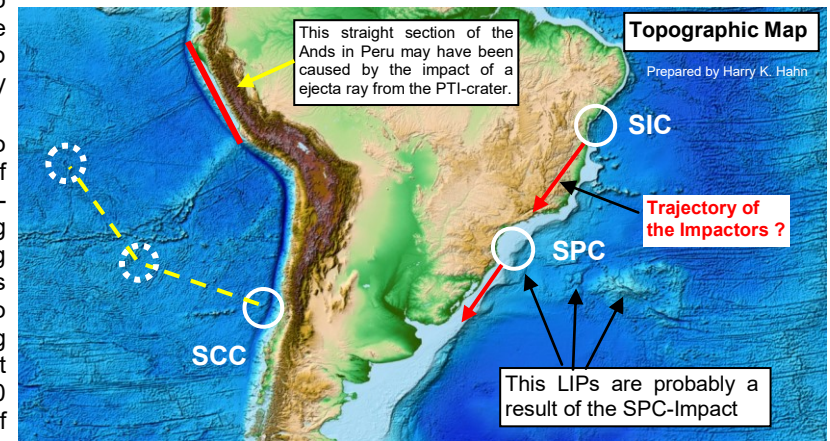 This straight section of the
Ands in Peru may have been
caused by the impact of a
ejecta ray from the PTI-crater.
Topographic Map
Prepared by Harry K. Hahn
SIC
Trajectory of
the Impactors ?
SPC
SCC
This LIPs are probably a
result of the SPC-Impact